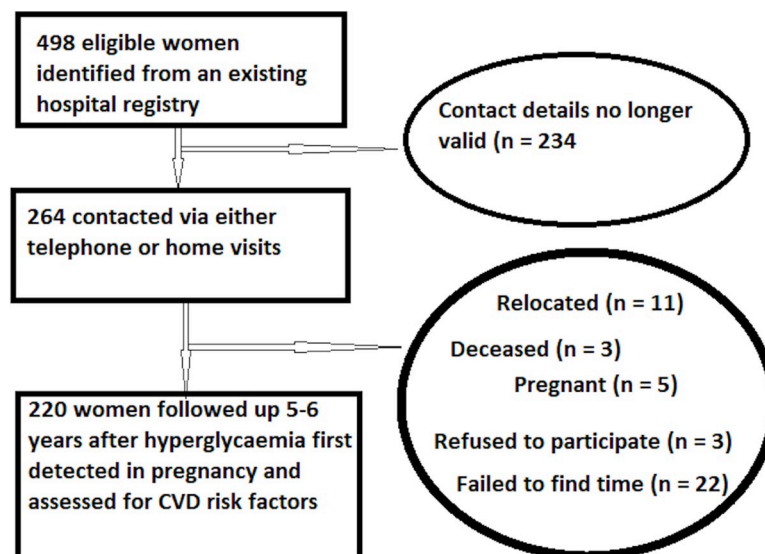 498 eligible women
identified from an existing
hospital registry
Contact details no longer
valid (n = 234
264 contacted via either
telephone or home visits
Relocated (n = 11)
Deceased (n = 3)
Pregnant (n = 5)
Refused to participate (n = 3)
Failed to find time (n = 22)
220 women followed up 5-6
years after hyperglycaemia first
detected in pregnancy and
assessed for CVD risk factors